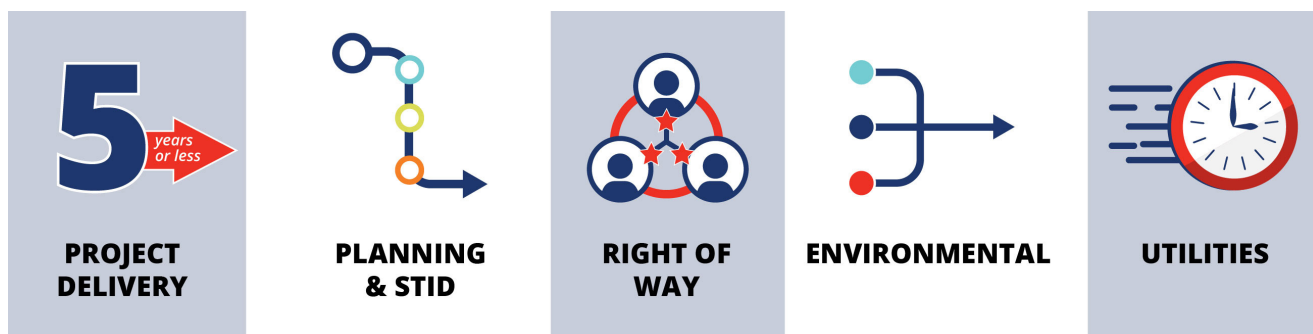 5
years
or less
PROJECT
DELIVERY
PLANNING
& STID
RIGHT OF
WAY
ENVIRONMENTAL
UTILITIES